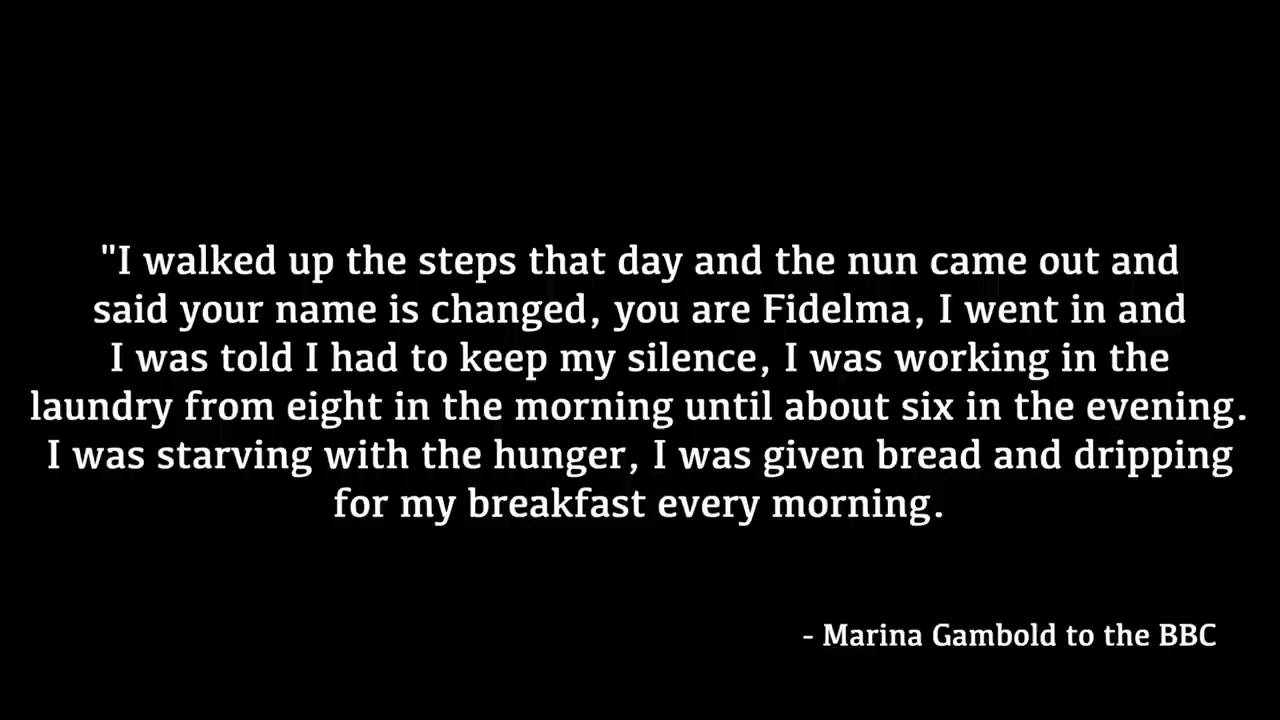 "I walked up the steps that day and the nun came out and
said your name is changed, you are Fidelma, I went in and
I was told I had to keep my silence, I was working in the
laundry from eight in the morning until about six in the evening.
I was starving with the hunger, I was given bread and dripping
for my breakfast every morning.
- Marina Gambold to the BBC